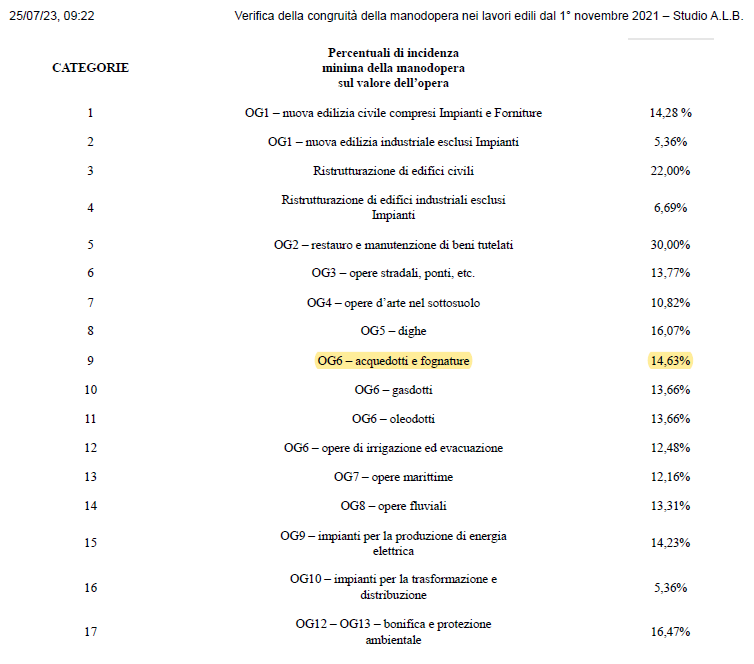 25/07/23, 09:22 Verifica della congruità della manodopera nei lavori edili dal 1° novembre 2021 – Studio A.L.B.
CATEGORIE Percentuali di incidenza
minima della manodopera
sul valore dell'opera
1 OG1 – nuova edilizia civile compresi Impianti e Forniture 14,28 %
2 OG1 – nuova edilizia industriale esclusi Impianti 5,36%
3 Ristrutturazione di edifici civili 22,00%
4 Ristrutturazione di edifici industriali esclusi
Impianti 6,69%
5 OG2 – restauro e manutenzione di beni tutelati 30,00%
6 OG3 – opere stradali, ponti, etc. 13,77%
7 OG4 – opere d'arte nel sottosuolo 10,82%
8 OG5 – dighe 16,07%
9 OG6 – acquedotti e fognature 14,63%
10 OG6 – gasdotti 13,66%
11 OG6 – oleodotti 13,66%
12 OG6 – opere di irrigazione ed evacuazione 12,48%
13 OG7 – opere marittime 12,16%
14 OG8 – opere fluviali 13,31%
15 OG9 – impianti per la produzione di energia
elettrica 14,23%
16 OG10 – impianti per la trasformazione e
distribuzione 5,36%
17 OG12 – OG13 – bonifica e protezione
ambientale 16,47%